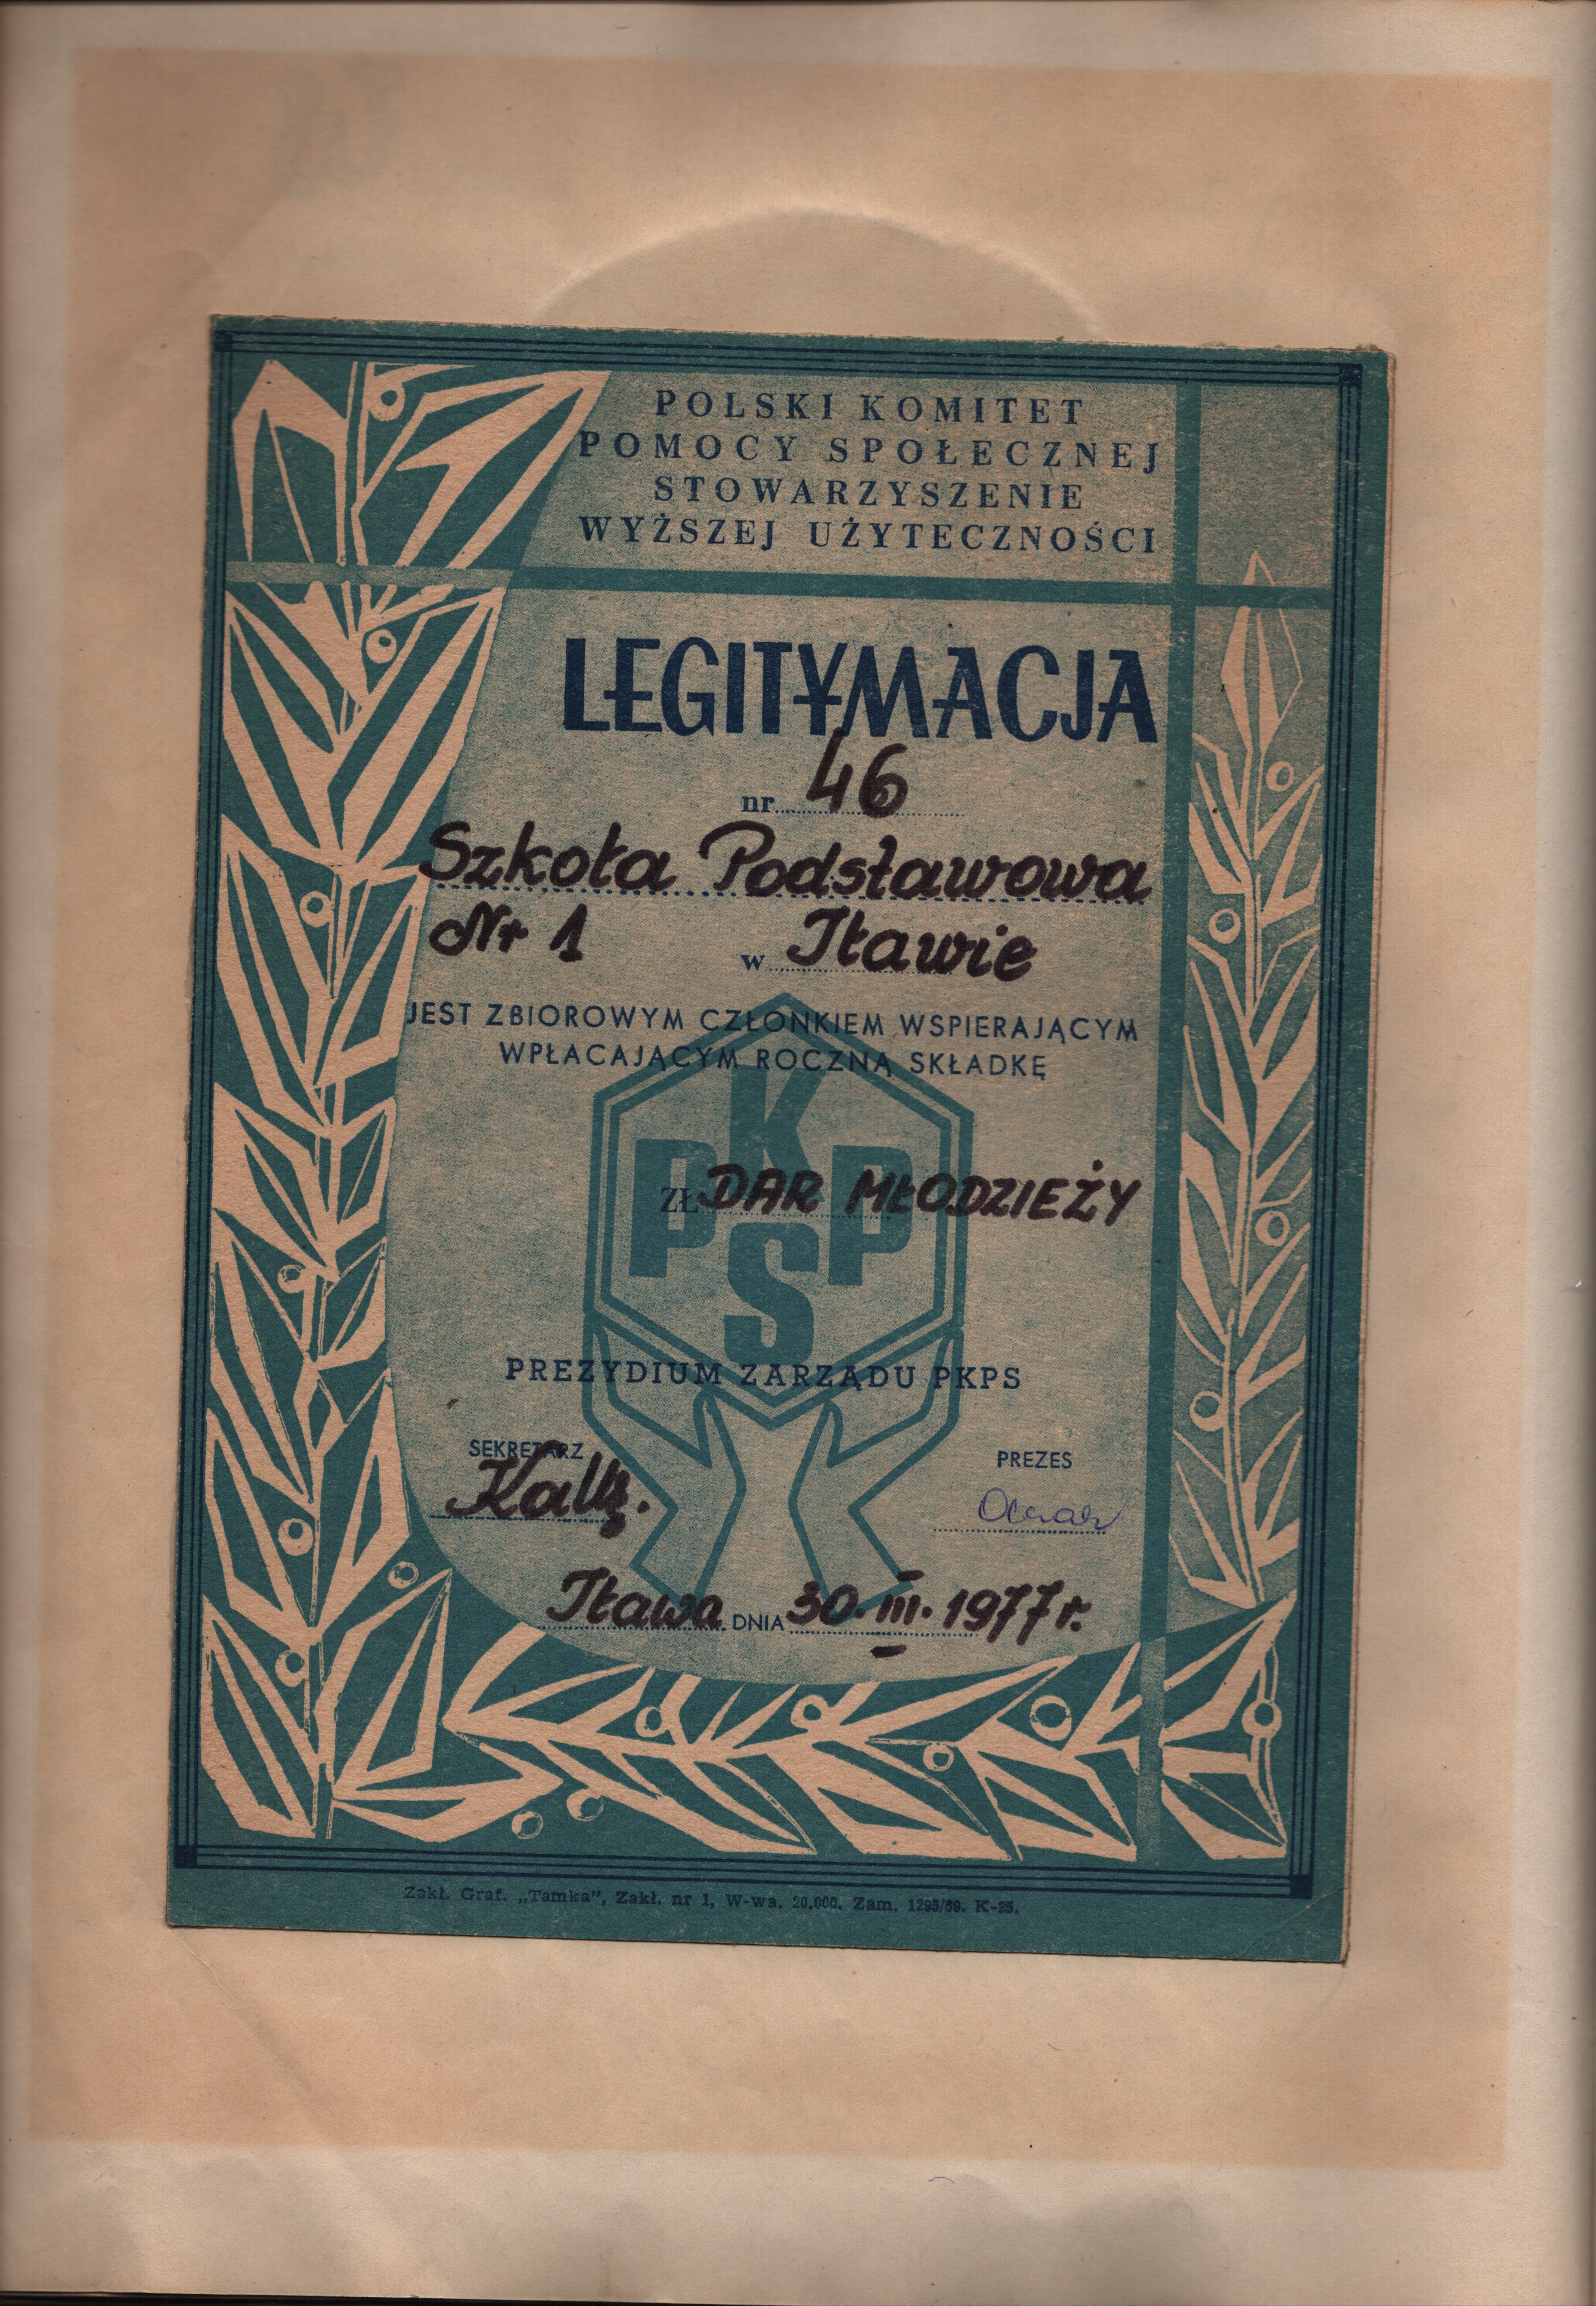 POLSKI KOMITET
POMOCY SPOŁECZNEJ
STOWARZYSZENIE
WYŻSZEJ UŻYTECZNOŚCI
LEGITYMACJA
nr 46
Szkoła Podstawowa
Nr 1 w Iławie
JEST ZBIOROWYM CZŁONKIEM WSPIERAJĄCYM
WPŁACAJĄCYM ROCZNĄ SKŁADKĘ
PKPS
ZŁ DAR MŁODZIEŻY
PREZYDIUM ZARZĄDU PKPS
SEKRETARZ PREZES
Iława DNIA 30. III. 1977 r.
Zakł. Graf. „Tamka”, Zakł. nr 1, W-wa. 20.000. Zam. 1295/69. K-25.